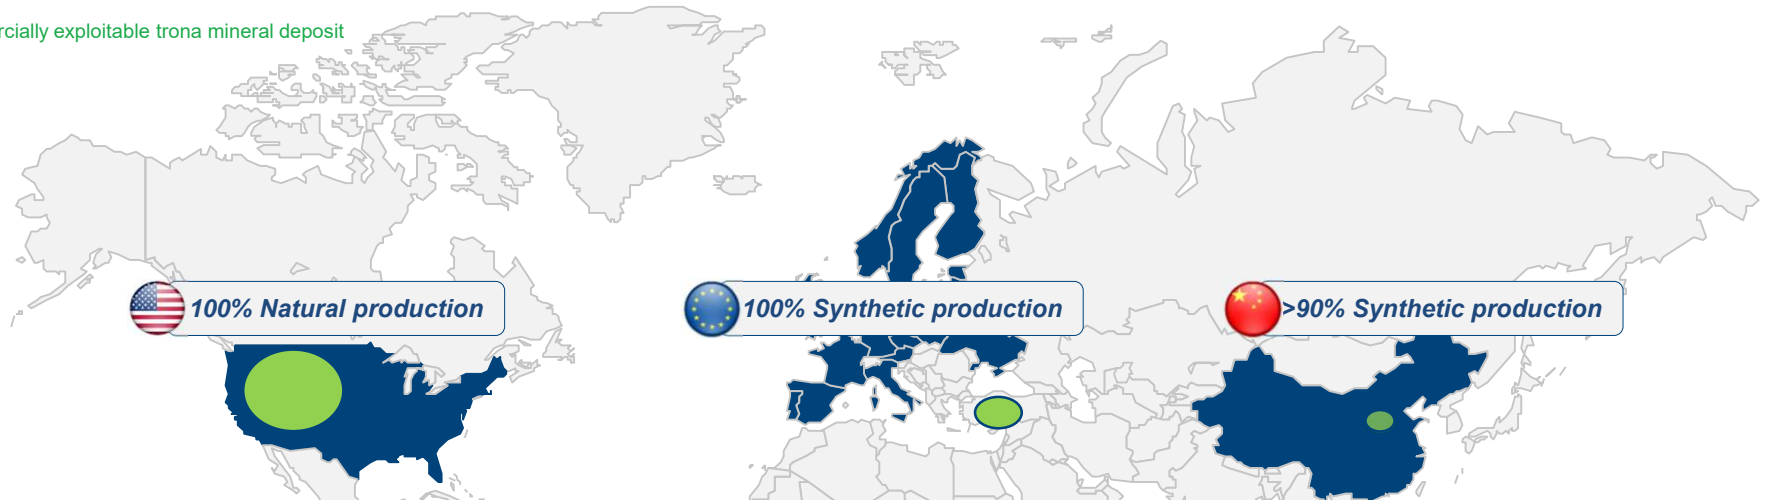 rcially exploitable trona mineral deposit
100% Natural production
100% Synthetic production
>90% Synthetic production